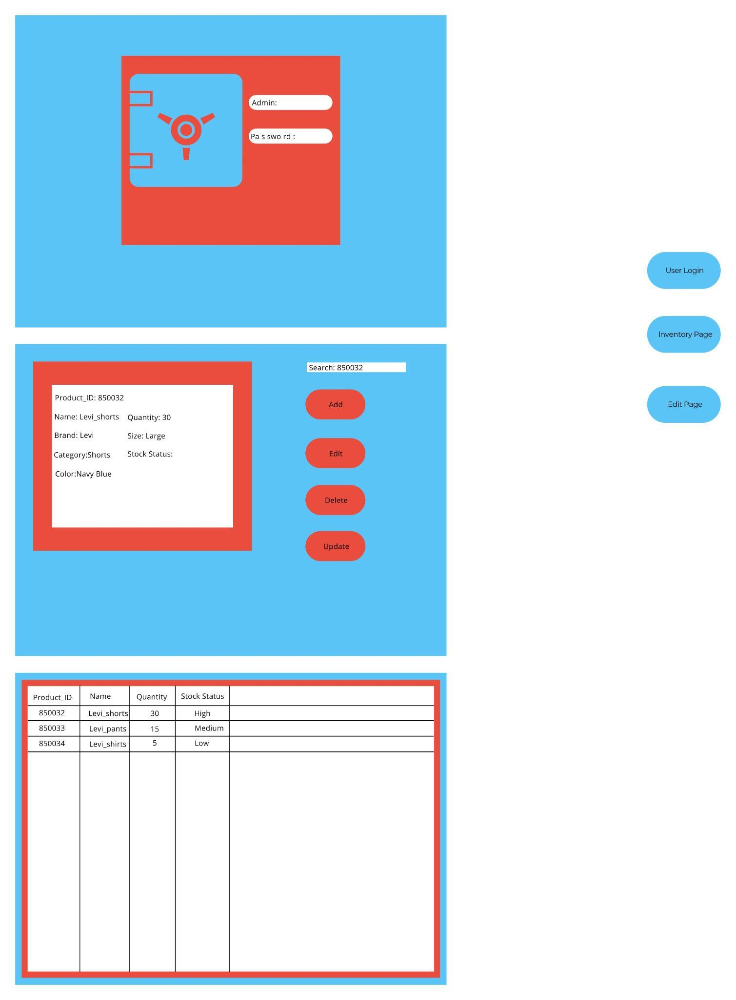 Admin:
Pa s swo rd :
User Login
Inventory Page
Edit Page
Search: 850032
Product_ID: 850032
Name: Levi_shorts
Quantity: 30
Brand: Levi
Size: Large
Category:Shorts
Stock Status:
Color:Navy Blue
Add
Edit
Delete
Update
Product_ID Name Quantity Stock Status
850032 Levi_shorts 30 High
850033 Levi_pants 15 Medium
850034 Levi_shirts 5 Low